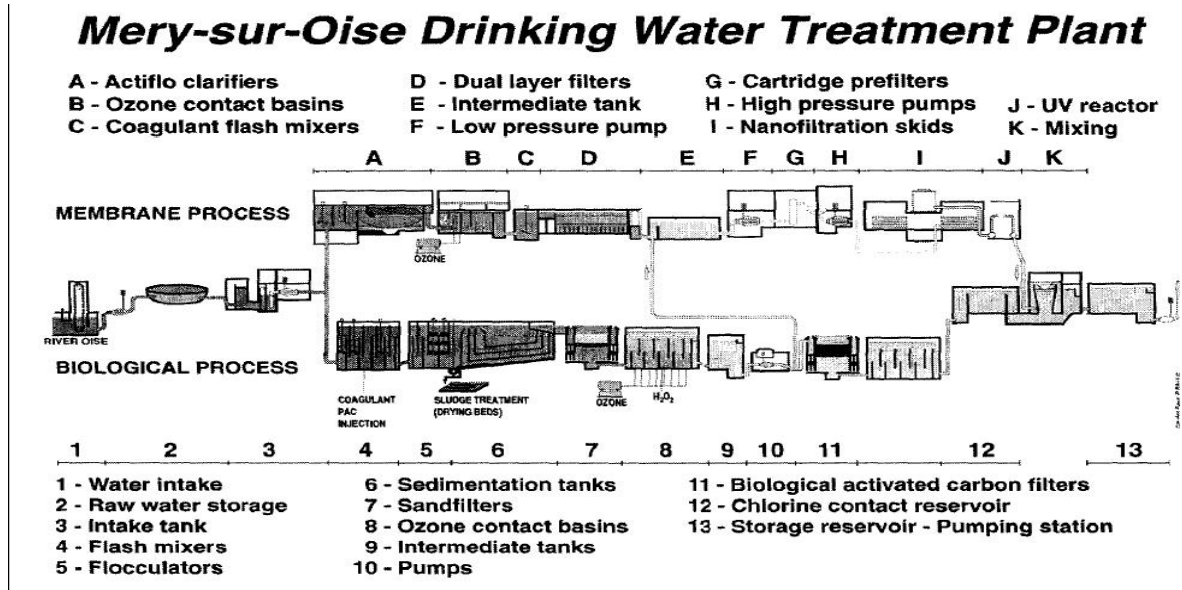 Mery-sur-Oise Drinking Water Treatment Plant
A - Actiflo clarifiers
B - Ozone contact basins
C - Coagulant flash mixers
D - Dual layer filters
E - Intermediate tank
F - Low pressure pump
G - Cartridge prefilters
H - High pressure pumps
I - Nanofiltration skids
J - UV reactor
K - Mixing
A B C D E F G H I J K
MEMBRANE PROCESS
OZONE
RIVER OISE
BIOLOGICAL PROCESS
COAGULANT
PAC
INJECTION
SLUDGE TREATMENT
(DRYING BEDS)
OZONE
H2O2
1 2 3 4 5 6 7 8 9 10 11 12 13
1 - Water intake
2 - Raw water storage
3 - Intake tank
4 - Flash mixers
5 - Flocculators
6 - Sedimentation tanks
7 - Sandfilters
8 - Ozone contact basins
9 - Intermediate tanks
10 - Pumps
11 - Biological activated carbon filters
12 - Chlorine contact reservoir
13 - Storage reservoir - Pumping station